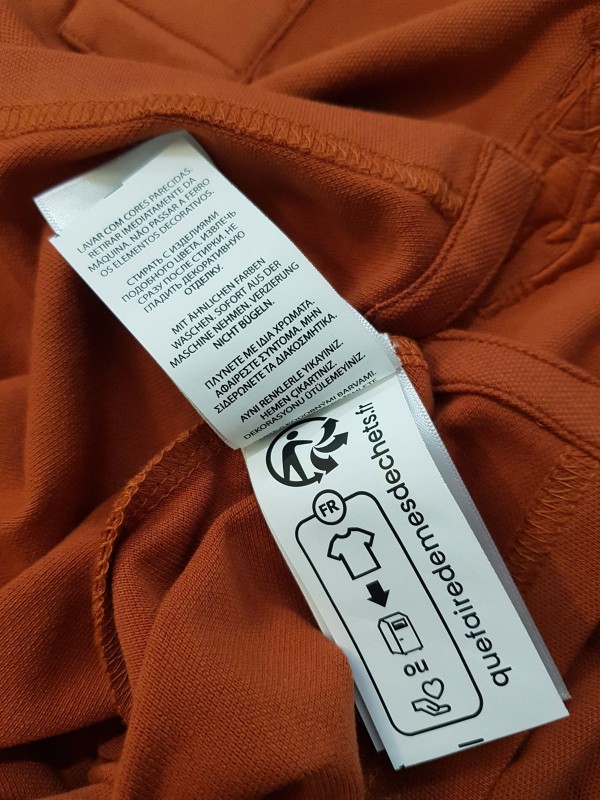 LAVAR COM CORES PARECIDAS.
RETIRAR IMEDIATAMENTE DA
MÁQUINA. NÃO PASSAR A FERRO
OS ELEMENTOS DECORATIVOS.
СТИРАТЬ С ИЗДЕЛИЯМИ
ПОДОБНОГО ЦВЕТА. ИЗВЛЕЧЬ
СРАЗУ ПОСЛЕ СТИРКИ. НЕ
ГЛАДИТЬ ДЕКОРАТИВНУЮ
ОТДЕЛКУ.
MIT ÄHNLICHEN FARBEN
WASCHEN. SOFORT AUS DER
MASCHINE NEHMEN. VERZIERUNG
NICHT BÜGELN.
ΠΛΥΝΕΤΕ ΜΕ ΙΔΙΑ ΧΡΩΜΑΤΑ.
ΑΦΑΙΡΕΣΤΕ ΣΥΝΤΟΜΑ. ΜΗΝ
ΣΙΔΕΡΩΝΕΤΕ ΤΑ ΔΙΑΚΟΣΜΗΤΙΚΑ.
AYNI RENKLERLE YIKAYINIZ.
HEMEN ÇIKARTINIZ.
DEKORASYONU ÜTÜLEMEYİNİZ.
BARVAMI.
FR
OU
quefairedemesdechets.fr